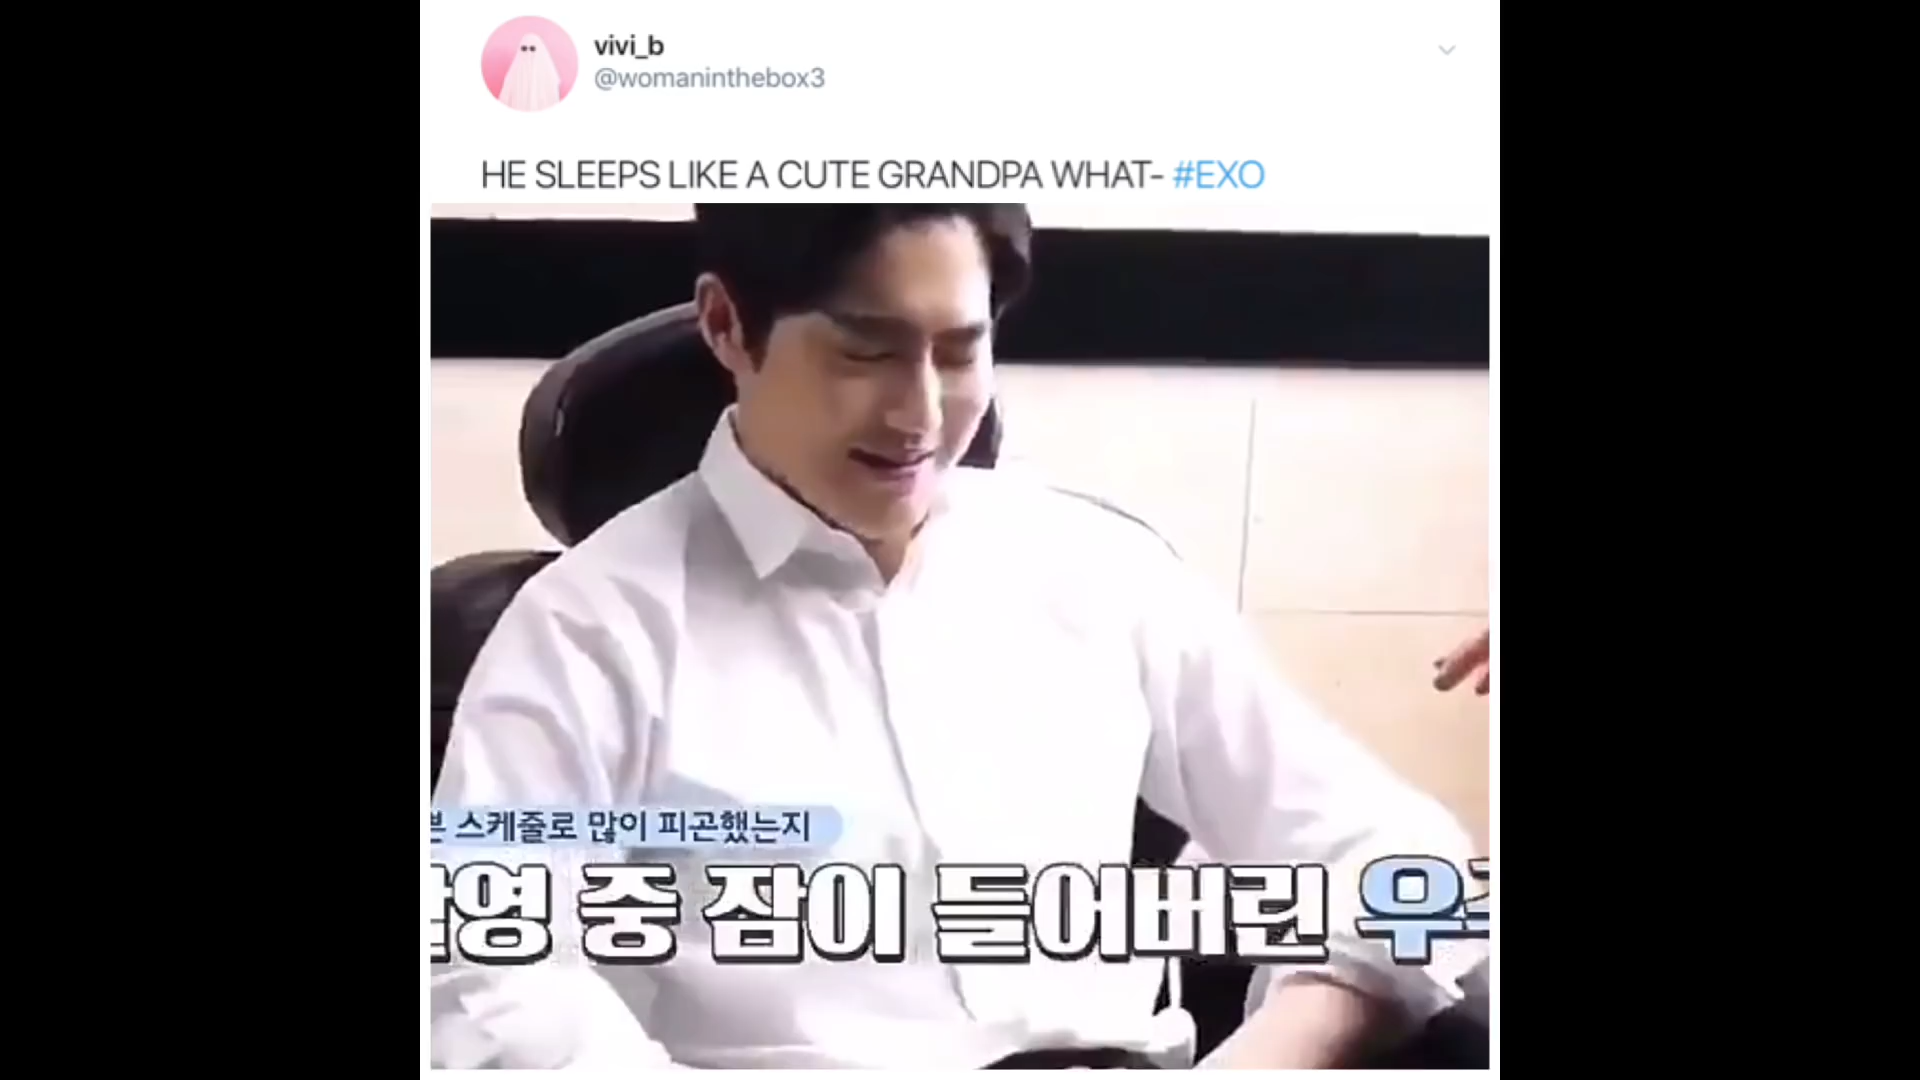 vivi_b
@womaninthebox3
HE SLEEPS LIKE A CUTE GRANDPA WHAT- #EXO
스케줄로 많이 피곤했는지
중 잠이 들어버린